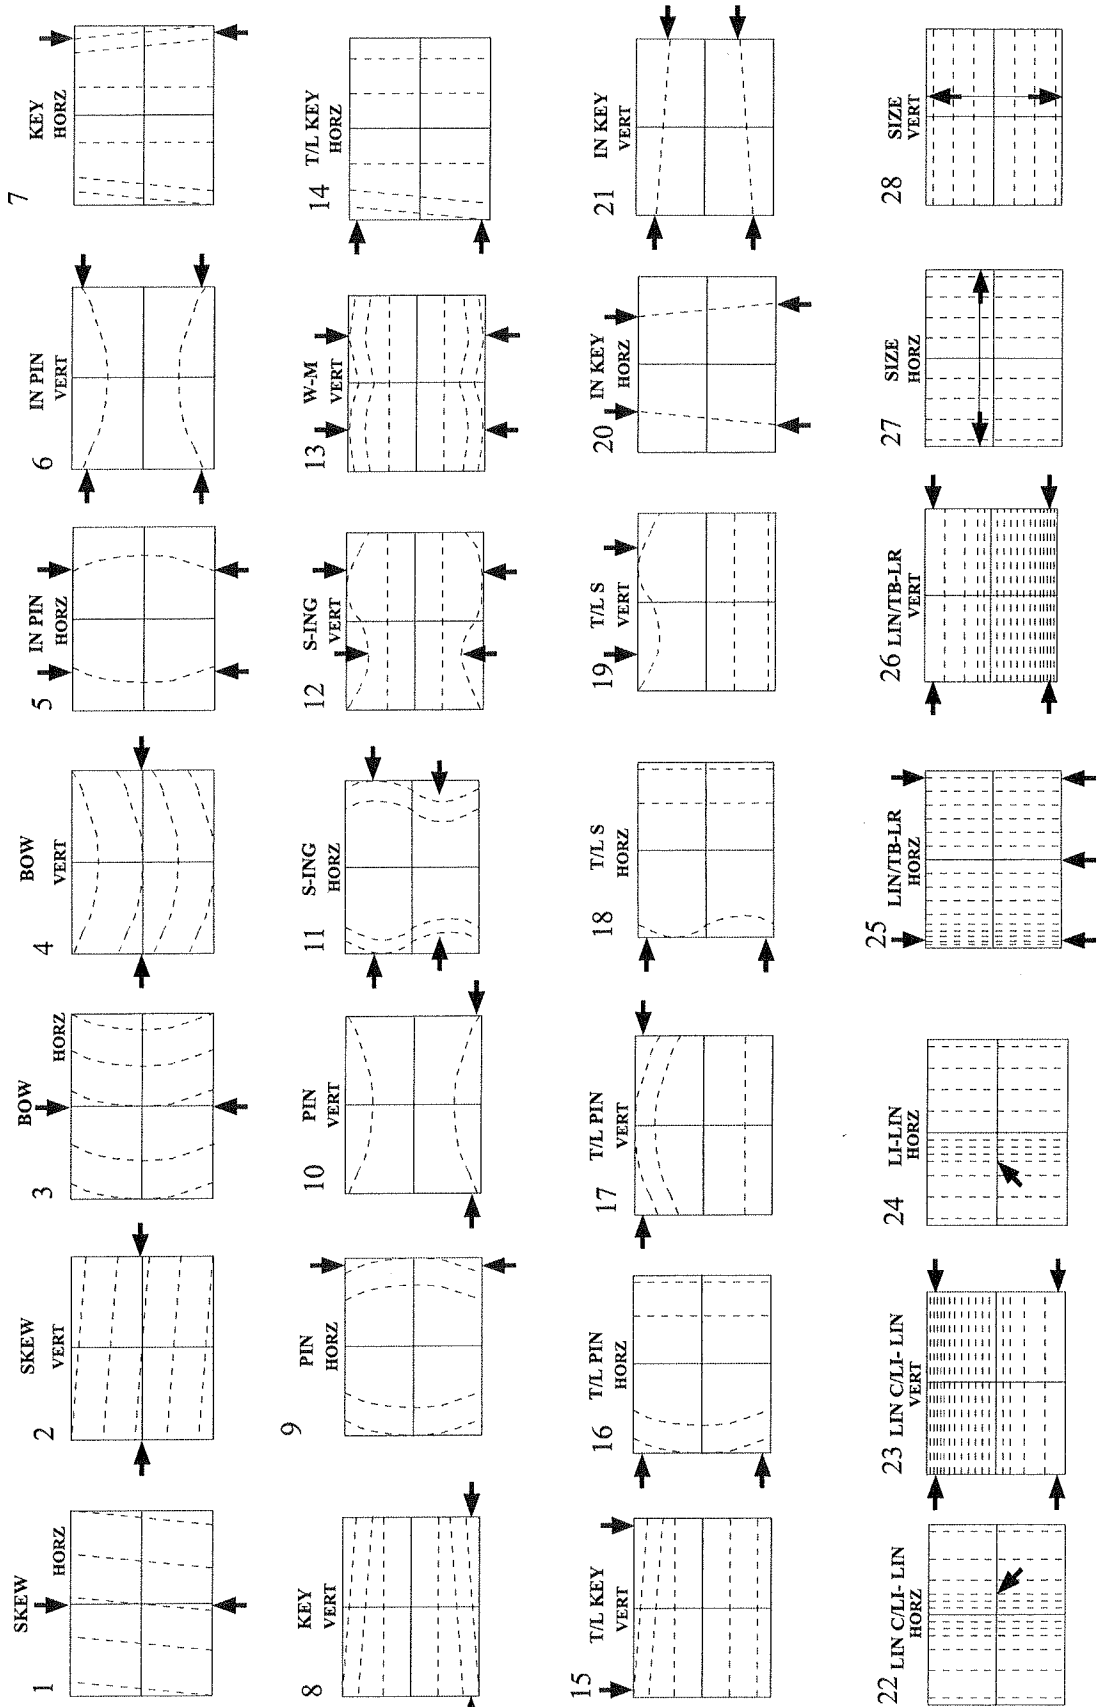 1
SKEW
HORZ
2
SKEW
VERT
3
BOW
HORZ
4
BOW
VERT
5
IN PIN
HORZ
6
IN PIN
VERT
7
KEY
HORZ
8
KEY
VERT
9
PIN
HORZ
10
PIN
VERT
11
S-ING
HORZ
12
S-ING
VERT
13
W-M
VERT
14
T/L KEY
HORZ
15
T/L KEY
VERT
16
T/L PIN
HORZ
17
T/L PIN
VERT
18
T/L S
HORZ
19
T/L S
VERT
20
IN KEY
HORZ
21
IN KEY
VERT
22 LIN C/LI- LIN
HORZ
23 LIN C/LI- LIN
VERT
24
LI-LIN
HORZ
25
LIN/TB-LR
HORZ
26 LIN/TB-LR
VERT
27
SIZE
HORZ
28
SIZE
VERT